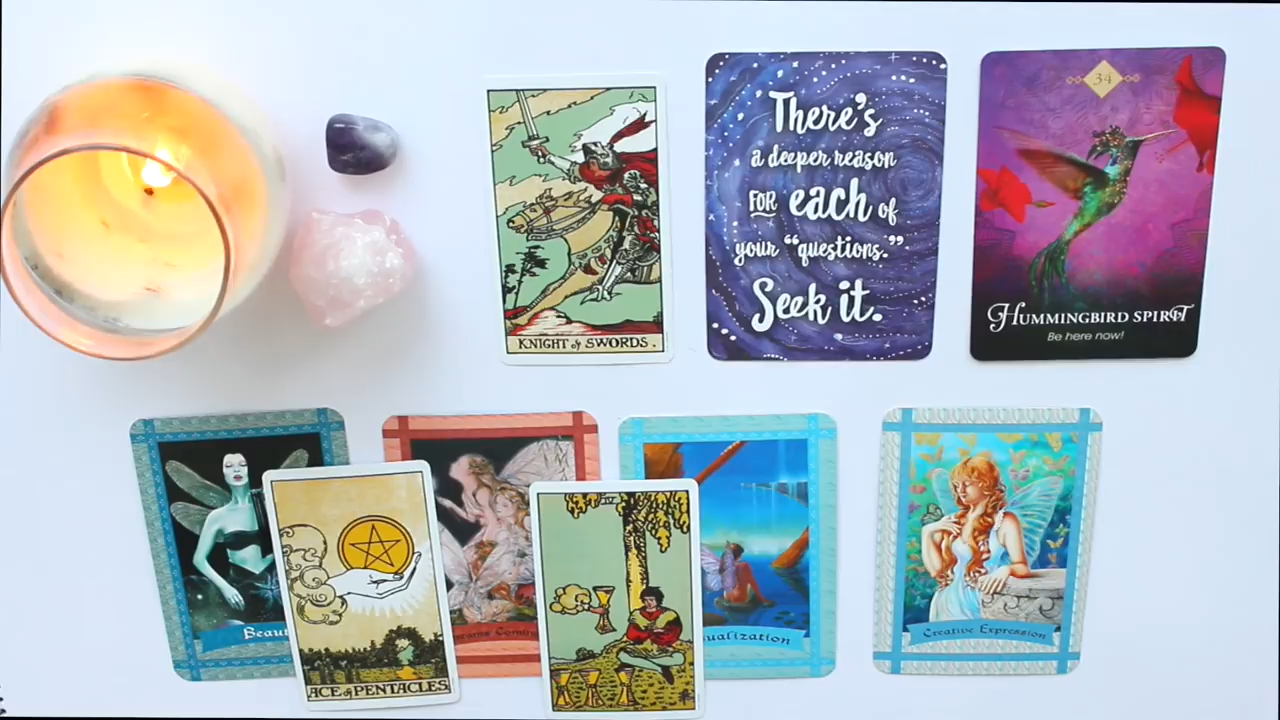 KNIGHT of SWORDS.
There's
a deeper reason
FOR each of
your “questions.”
Seek it.
34
HUMMINGBIRD SPIRIT
Be here now!
ACE of PENTACLES.
IV
Creative Expression